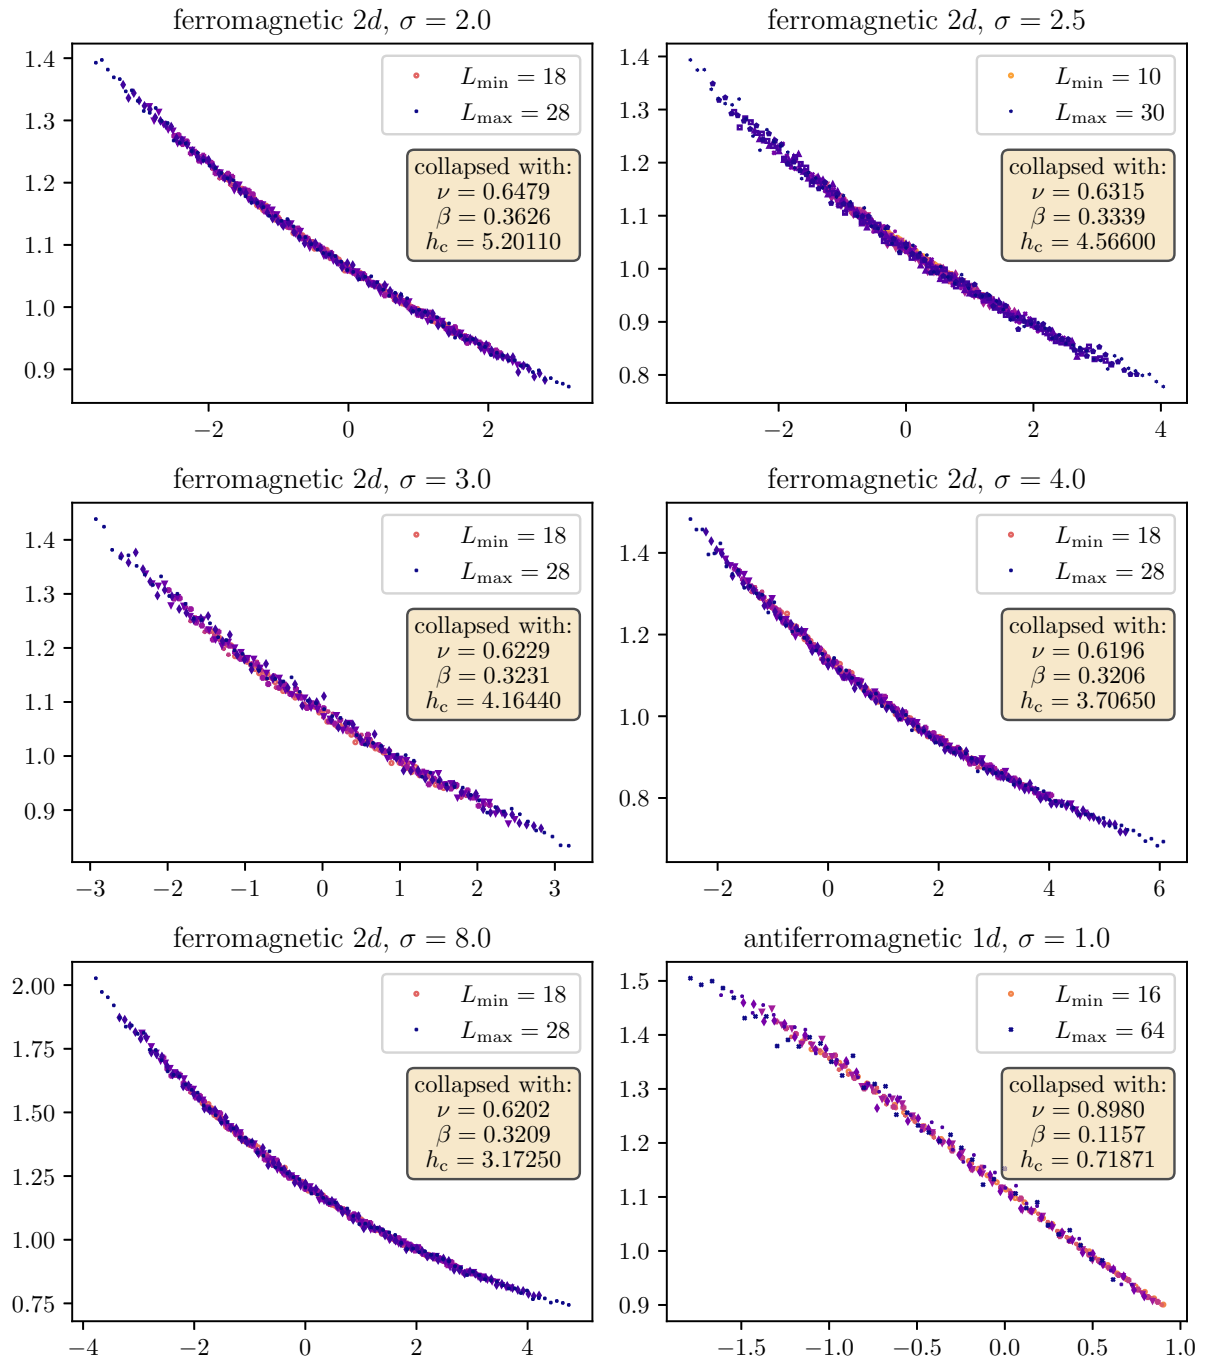 ferromagnetic 2d, σ = 2.0
1.4
1.3
1.2
1.1
1.0
0.9
L_min = 18
L_max = 28
collapsed with:
ν = 0.6479
β = 0.3626
h_c = 5.20110
−2 0 2
ferromagnetic 2d, σ = 2.5
1.4
1.3
1.2
1.1
1.0
0.9
0.8
L_min = 10
L_max = 30
collapsed with:
ν = 0.6315
β = 0.3339
h_c = 4.56600
−2 0 2 4
ferromagnetic 2d, σ = 3.0
1.4
1.3
1.2
1.1
1.0
0.9
L_min = 18
L_max = 28
collapsed with:
ν = 0.6229
β = 0.3231
h_c = 4.16440
−3 −2 −1 0 1 2 3
ferromagnetic 2d, σ = 4.0
1.4
1.2
1.0
0.8
L_min = 18
L_max = 28
collapsed with:
ν = 0.6196
β = 0.3206
h_c = 3.70650
−2 0 2 4 6
ferromagnetic 2d, σ = 8.0
2.00
1.75
1.50
1.25
1.00
0.75
L_min = 18
L_max = 28
collapsed with:
ν = 0.6202
β = 0.3209
h_c = 3.17250
−4 −2 0 2 4
antiferromagnetic 1d, σ = 1.0
1.5
1.4
1.3
1.2
1.1
1.0
0.9
L_min = 16
L_max = 64
collapsed with:
ν = 0.8980
β = 0.1157
h_c = 0.71871
−1.5 −1.0 −0.5 0.0 0.5 1.0